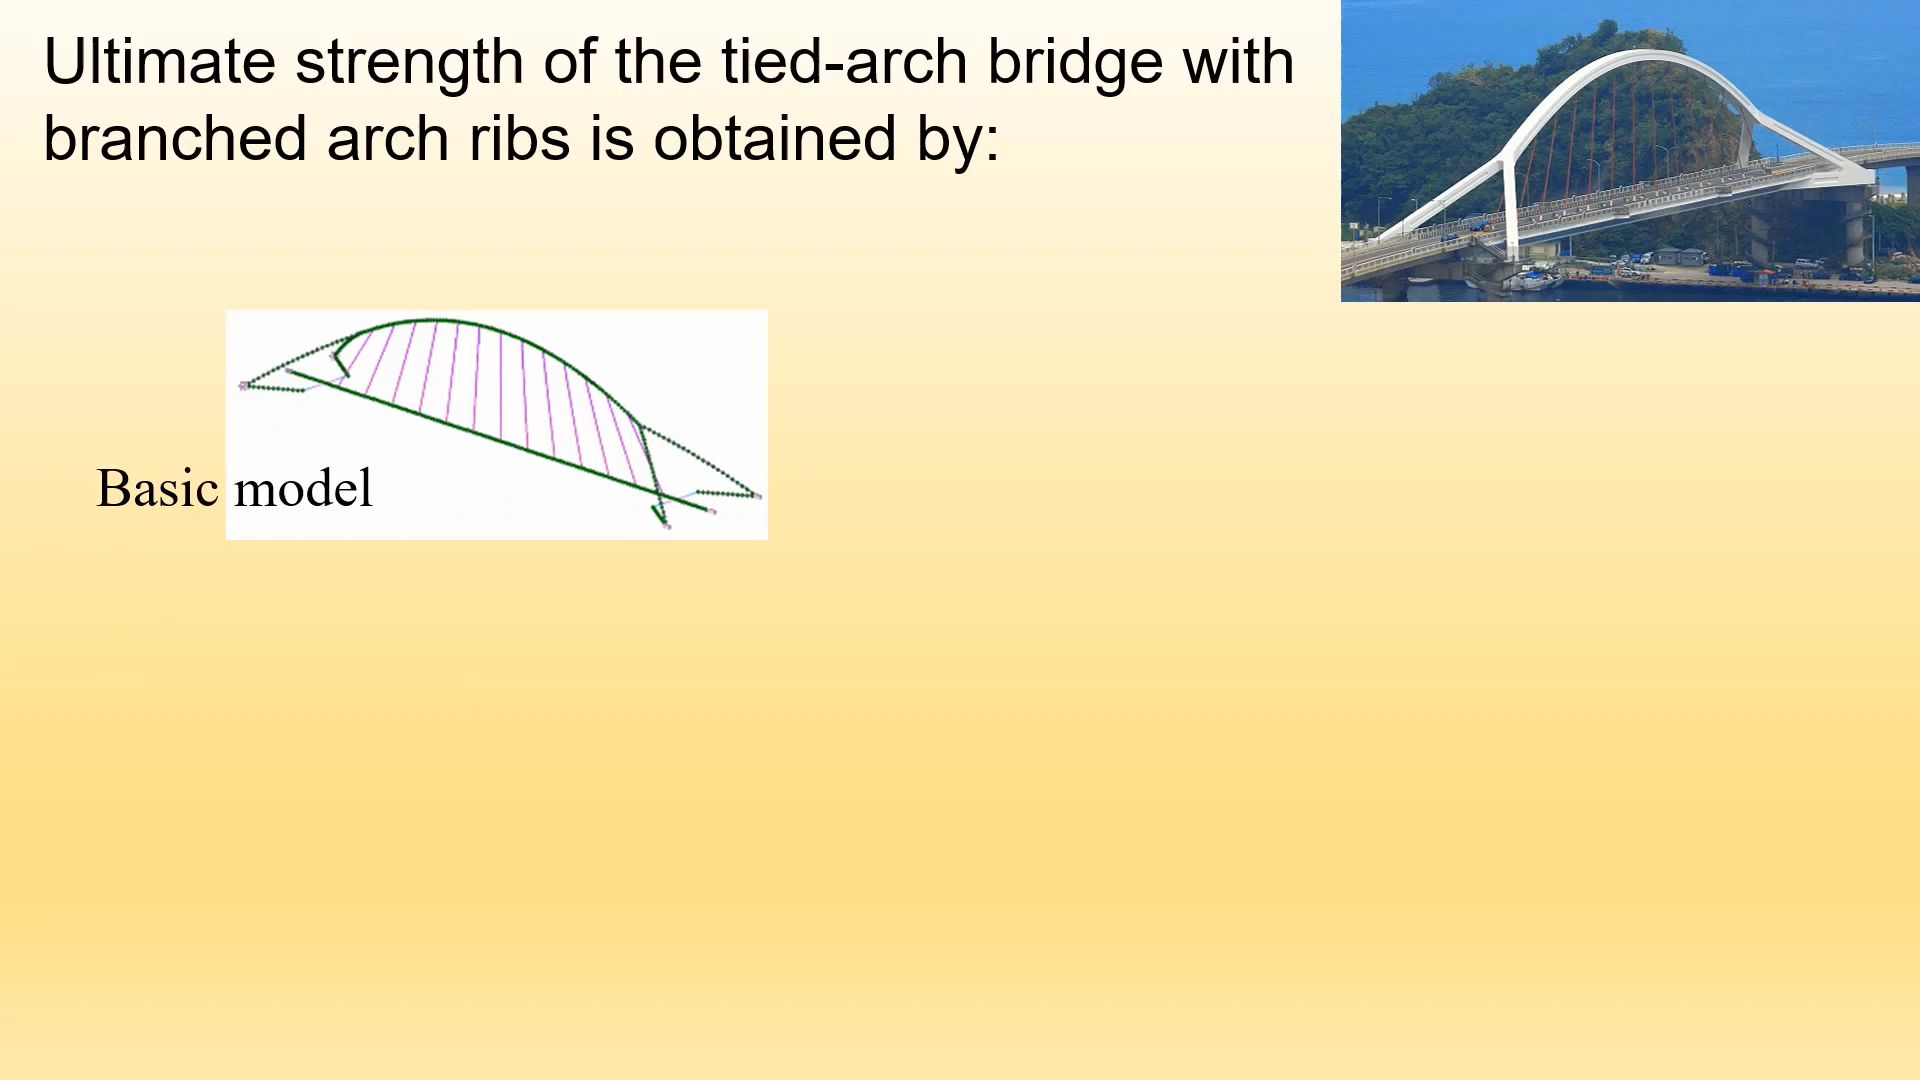 Ultimate strength of the tied-arch bridge with
branched arch ribs is obtained by:
Basic model